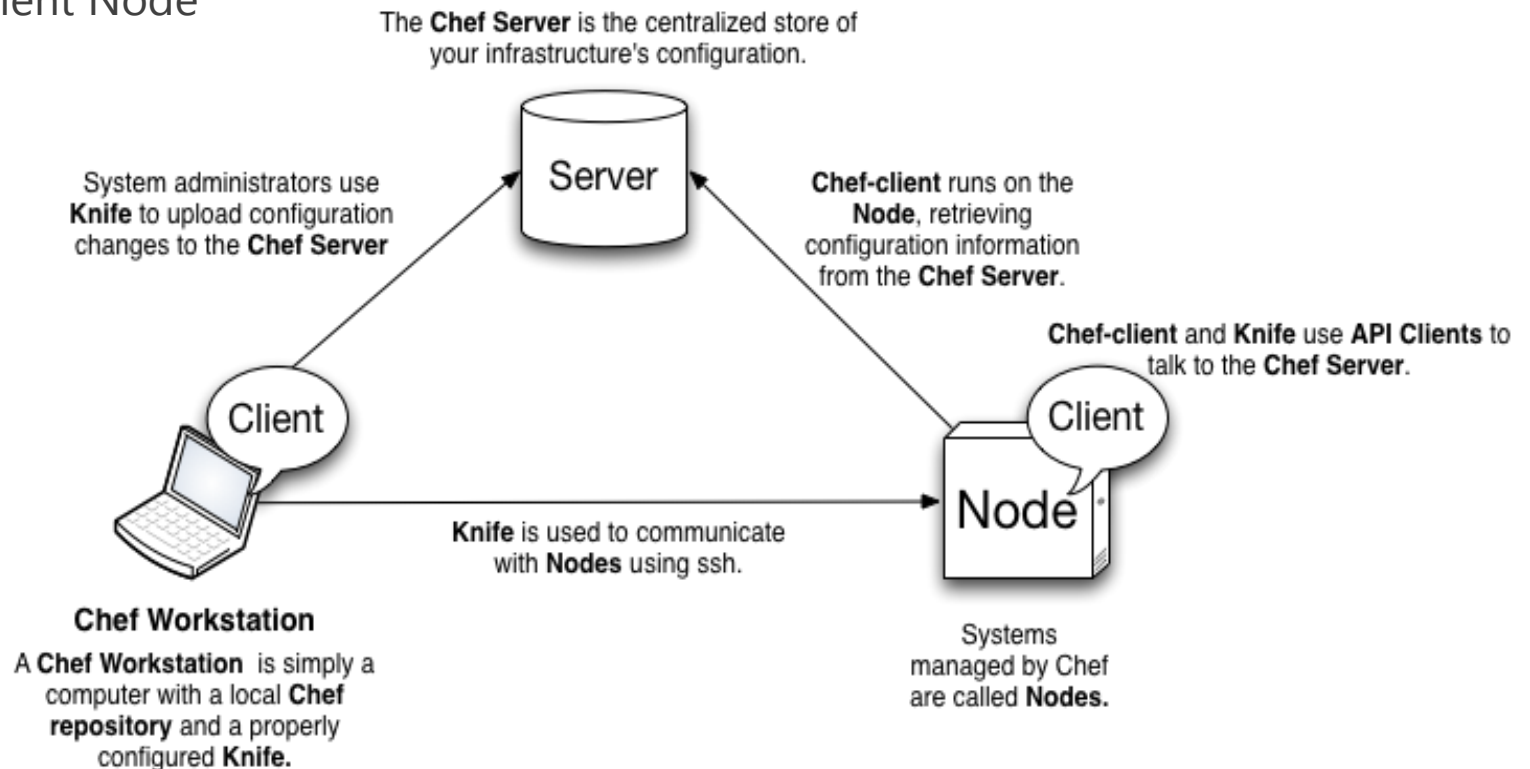 ient Node
The Chef Server is the centralized store of
your infrastructure's configuration.
Server
System administrators use
Knife to upload configuration
changes to the Chef Server
Chef-client runs on the
Node, retrieving
configuration information
from the Chef Server.
Chef-client and Knife use API Clients to
talk to the Chef Server.
Client
Client
Node
Knife is used to communicate
with Nodes using ssh.
Chef Workstation
A Chef Workstation is simply a
computer with a local Chef
repository and a properly
configured Knife.
Systems
managed by Chef
are called Nodes.